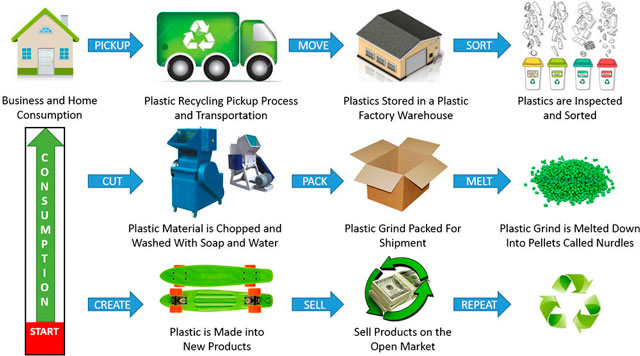 PICKUP
MOVE
SORT
Business and Home
Consumption
Plastic Recycling Pickup Process
and Transportation
Plastics Stored in a Plastic
Factory Warehouse
Plastics are Inspected
and Sorted
CONSUMPTION
START
CUT
PACK
MELT
Plastic Material is Chopped and
Washed With Soap and Water
Plastic Grind Packed For
Shipment
Plastic Grind is Melted Down
Into Pellets Called Nurdles
CREATE
SELL
REPEAT
Plastic is Made into
New Products
Sell Products on the
Open Market